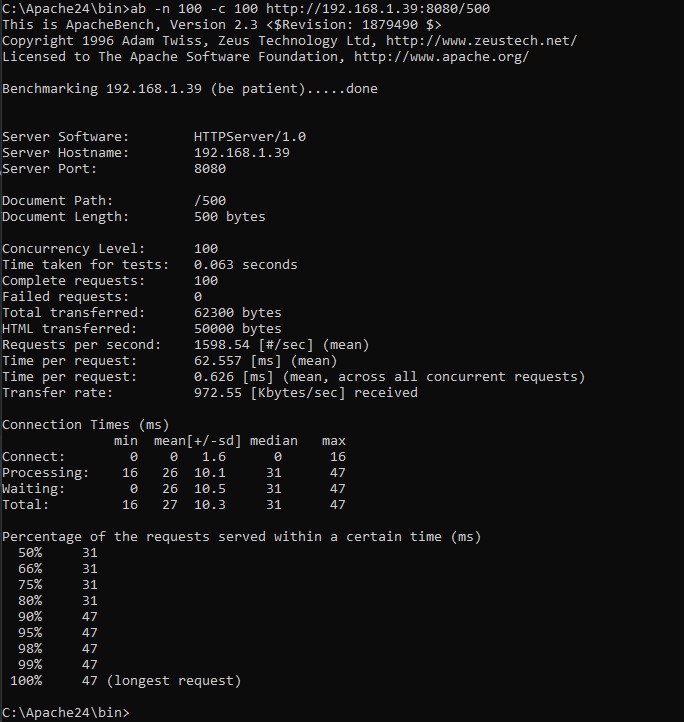 C:\Apache24\bin>ab -n 100 -c 100 http://192.168.1.39:8080/500
This is ApacheBench, Version 2.3 <$Revision: 1879490 $>
Copyright 1996 Adam Twiss, Zeus Technology Ltd, http://www.zeustech.net/
Licensed to The Apache Software Foundation, http://www.apache.org/

Benchmarking 192.168.1.39 (be patient).....done


Server Software:        HTTPServer/1.0
Server Hostname:        192.168.1.39
Server Port:            8080

Document Path:          /500
Document Length:        500 bytes

Concurrency Level:      100
Time taken for tests:   0.063 seconds
Complete requests:      100
Failed requests:        0
Total transferred:      62300 bytes
HTML transferred:       50000 bytes
Requests per second:    1598.54 [#/sec] (mean)
Time per request:       62.557 [ms] (mean)
Time per request:       0.626 [ms] (mean, across all concurrent requests)
Transfer rate:          972.55 [Kbytes/sec] received

Connection Times (ms)
              min  mean[+/-sd] median   max
Connect:        0    0   1.6      0      16
Processing:    16   26  10.1     31      47
Waiting:        0   26  10.5     31      47
Total:         16   27  10.3     31      47

Percentage of the requests served within a certain time (ms)
  50%     31
  66%     31
  75%     31
  80%     31
  90%     47
  95%     47
  98%     47
  99%     47
 100%     47 (longest request)

C:\Apache24\bin>